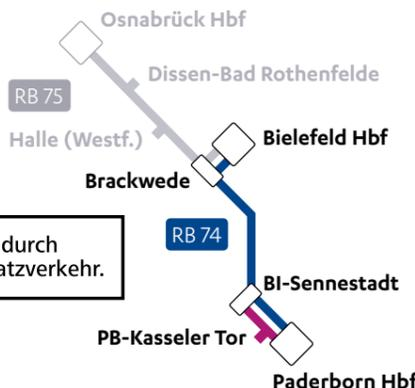 Osnabrück Hbf
Dissen-Bad Rothenfelde
RB 75
Halle (Westf.)
Bielefeld Hbf
Brackwede
durch
RB 74
atzverkehr.
BI-Sennestadt
PB-Kasseler Tor
Paderborn Hbf